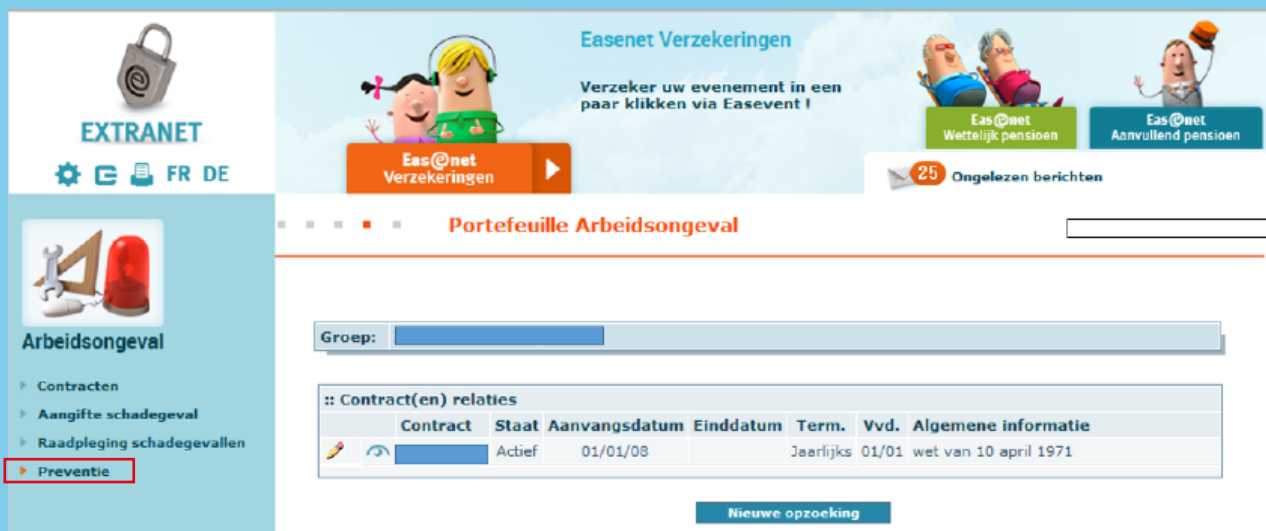 EXTRANET
FR DE
Eas@net
Verzekeringen
Easenet Verzekeringen
Verzeker uw evenement in een
paar klikken via Easevent !
Eas@net
Wettelijk pensioen
Eas@net
Aanvullend pensioen
25 Ongelezen berichten
Arbeidsongeval
Contracten
Aangifte schadegeval
Raadpleging schadegevallen
Preventie
Portefeuille Arbeidsongeval
Groep:
:: Contract(en) relaties
Contract Staat Aanvangsdatum Einddatum Term. Vvd. Algemene informatie
Actief 01/01/08 Jaarlijks 01/01 wet van 10 april 1971
Nieuwe opzoeking